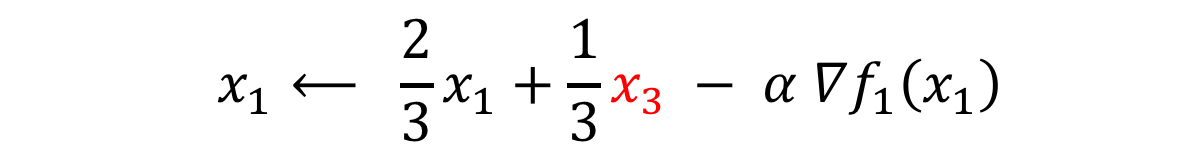 x₁ ⟵ 2/3 x₁ + 1/3 x₃ − α ∇f₁(x₁)